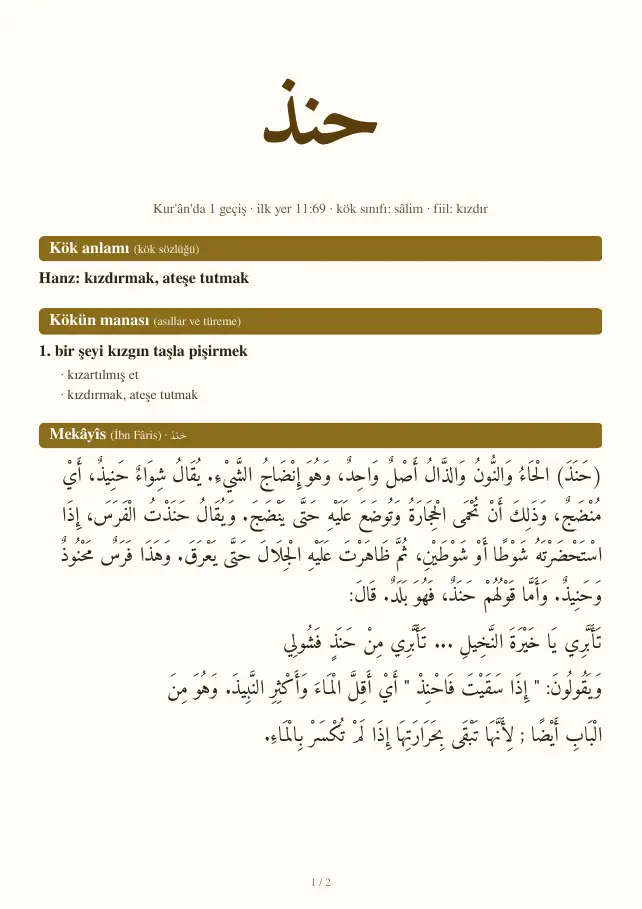 حنذ
Kur'ân'da 1 geçiş · ilk yer 11:69 · kök sınıfı: sâlim · fiil: kızdır
Kök anlamı (kök sözlüğü)
Hanz: kızdırmak, ateşe tutmak
Kökün manası (asıllar ve türeme)
1. bir şeyi kızgın taşla pişirmek
· kızartılmış et
· kızdırmak, ateşe tutmak
Mekâyîs (İbn Fâris) · حَنَذَ
(حَنَذَ) الْحَاءُ وَالنُّونُ وَالذَّالُ أَصْلٌ وَاحِدٌ، وَهُوَ إِنْضَاجُ الشَّيْءِ. يُقَالُ شِوَاءٌ حَنِيذٌ، أَيْ
مُنْضَجٌ، وَذَلِكَ أَنْ تُحْمَى الْحِجَارَةُ وَتُوضَعَ عَلَيْهِ حَتَّى يَنْضَجَ. وَيُقَالُ حَنَذْتُ الْفَرَسَ، إِذَا
اسْتَحْضَرْتَهُ شَوْطًا أَوْ شَوْطَيْنِ، ثُمَّ ظَاهَرْتَ عَلَيْهِ الْجِلَالَ حَتَّى يَعْرَقَ. وَهَذَا فَرَسٌ مَحْنُوذٌ
وَحَنِيذٌ. وَأَمَّا قَوْلُهُمْ حَنَذٌ، فَهُوَ بَلَدٌ. قَالَ:
تَأَبَّرِي يَا خَيْرَةَ النَّخِيلِ ... تَأَبَّرِي مِنْ حَنَذٍ فَشُولِي
وَيَقُولُونَ: " إِذَا سَقَيْتَ فَاحْنِذْ " أَيْ أَقِلَّ الْمَاءَ وَأَكْثِرِ النَّبِيذَ. وَهُوَ مِنَ
الْبَابِ أَيْضًا ; لِأَنَّهَا تَبْقَى بِحَرَارَتِهَا إِذَا لَمْ تُكْسَرْ بِالْمَاءِ.
1 / 2